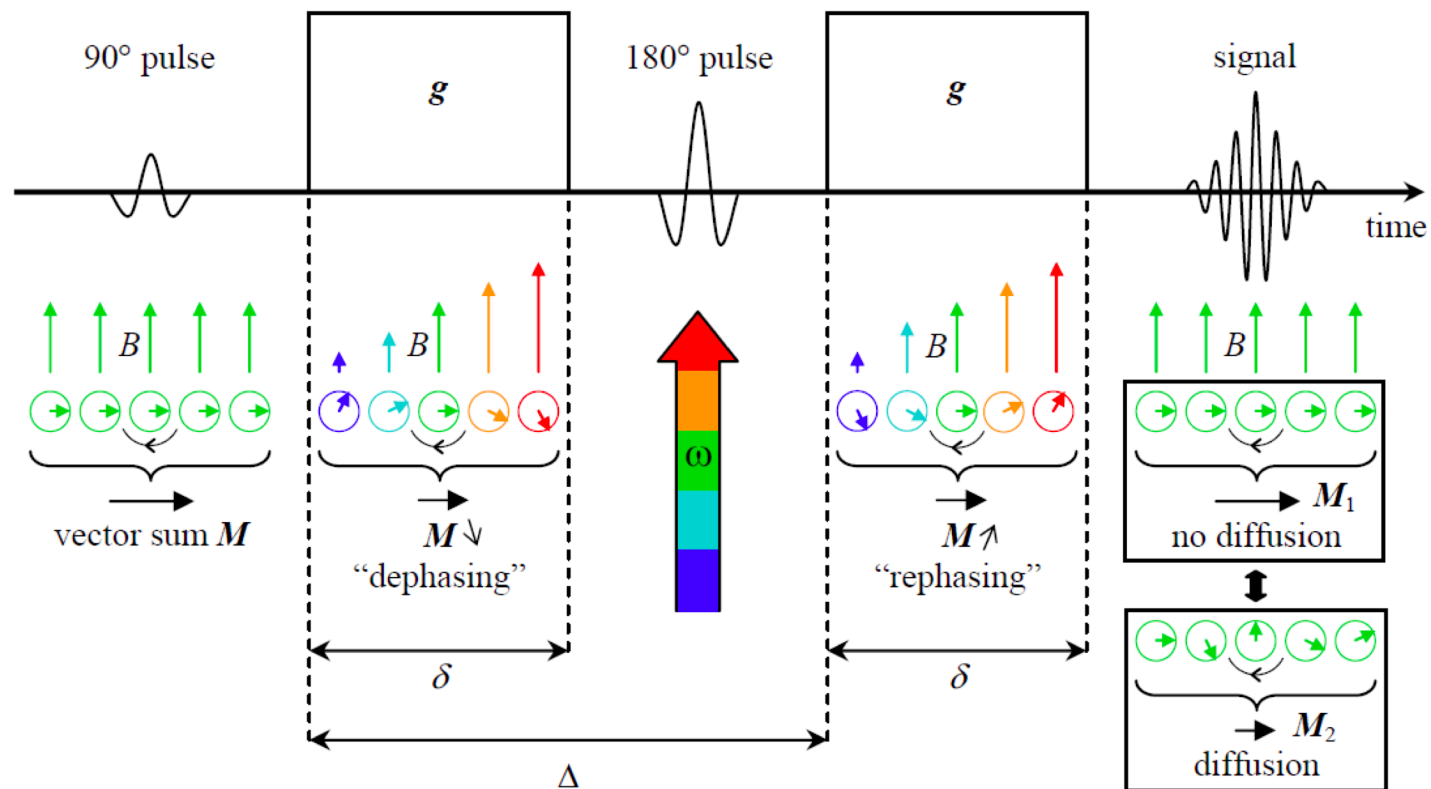 90° pulse
g
180° pulse
g
signal
time
B
B
B
B
ω
vector sum M
M
“dephasing”
M
“rephasing”
M1
no diffusion
δ
δ
M2
diffusion
Δ